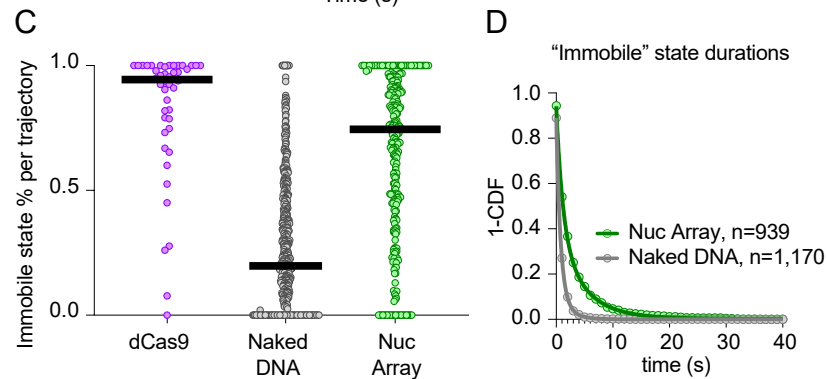 C
Immobile state % per trajectory
1.0
0.5
0.0
dCas9
Naked
DNA
Nuc
Array
D
“Immobile” state durations
1-CDF
1.0
0.8
0.6
0.4
0.2
0.0
Nuc Array, n=939
Naked DNA, n=1,170
0
10
20
30
40
time (s)